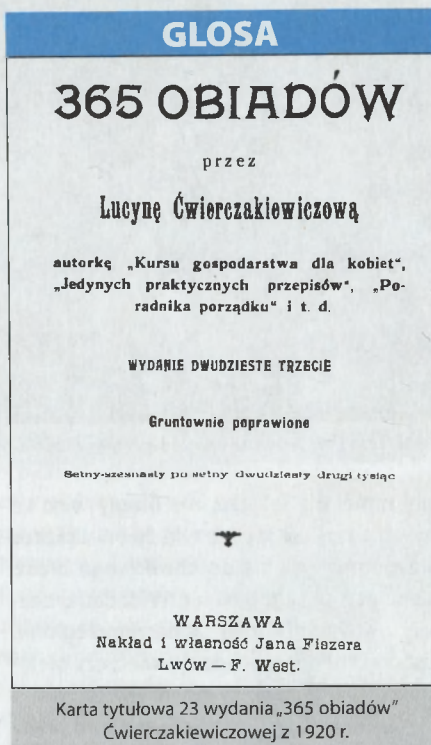 GLOSA
365 OBIADÓW
przez
Lucynę Ćwierczakiewiczową
autorkę „Kursu gospodarstwa dla kobiet“,
„Jedynych praktycznych przepisów“, „Po-
radnika porządku“ i t. d.
WYDANIE DWUDZIESTE TRZECIE
Gruntownie poprawione
Setny-szesnasty po setny dwudziesty drugi tysiąc
WARSZAWA
Nakład i własność Jana Fiszera
Lwów — F. West.
Karta tytułowa 23 wydania „365 obiadów”
Ćwierczakiewiczowej z 1920 r.